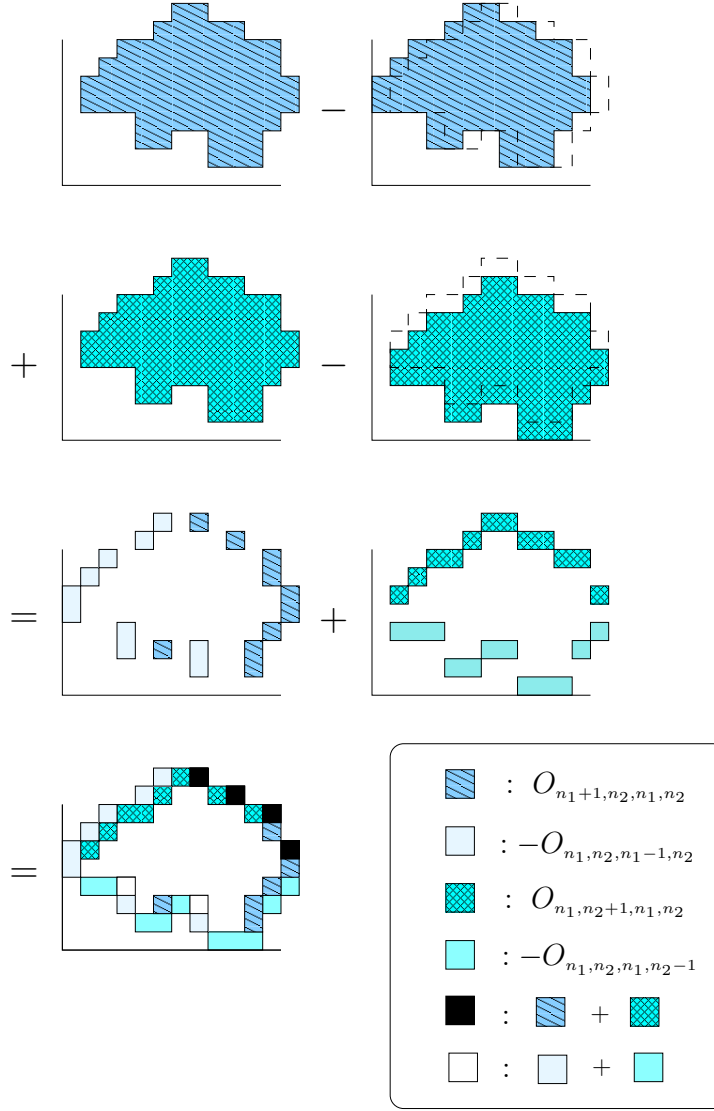 −
+ −
= +
=
: O_{n_1+1,n_2,n_1,n_2}
: −O_{n_1,n_2,n_1−1,n_2}
: O_{n_1,n_2+1,n_1,n_2}
: −O_{n_1,n_2,n_1,n_2−1}
: +
: +